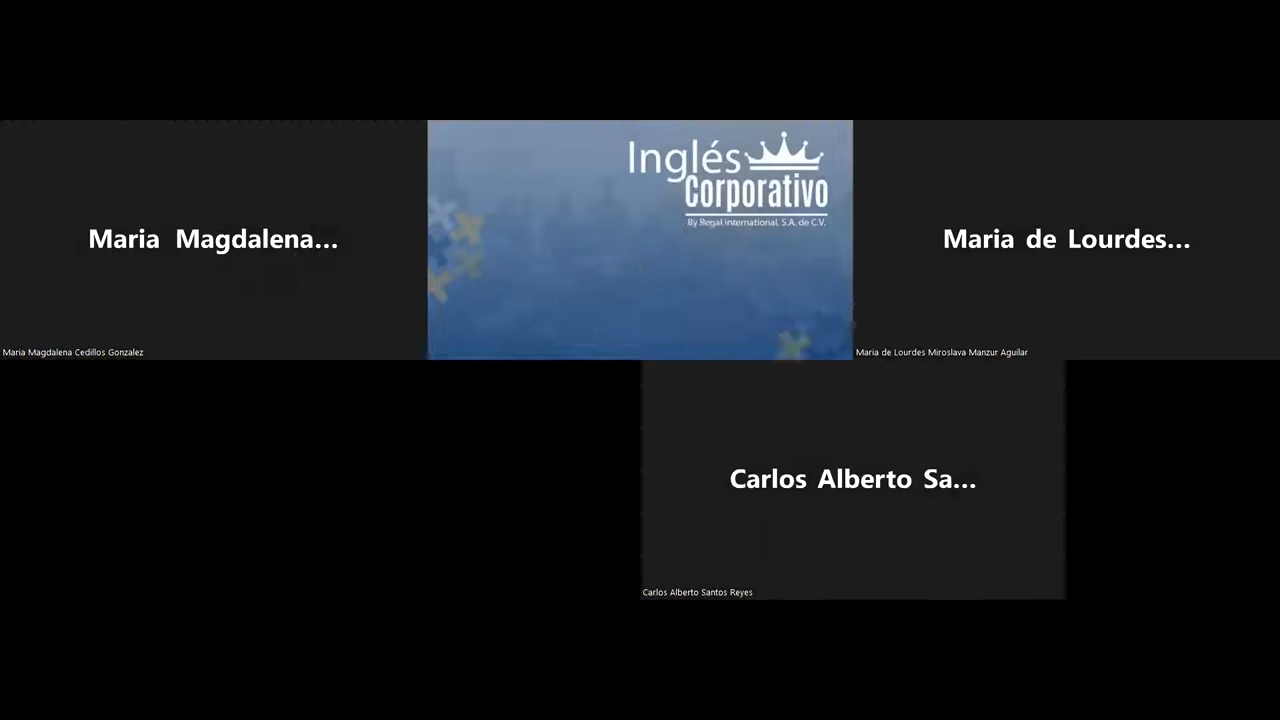 Inglés
Corporativo
By Regal International, S.A. de C.V.
Maria Magdalena...
Maria de Lourdes...
Maria Magdalena Cedillos Gonzalez
Maria de Lourdes Miroslava Manzur Aguilar
Carlos Alberto Sa...
Carlos Alberto Santos Reyes